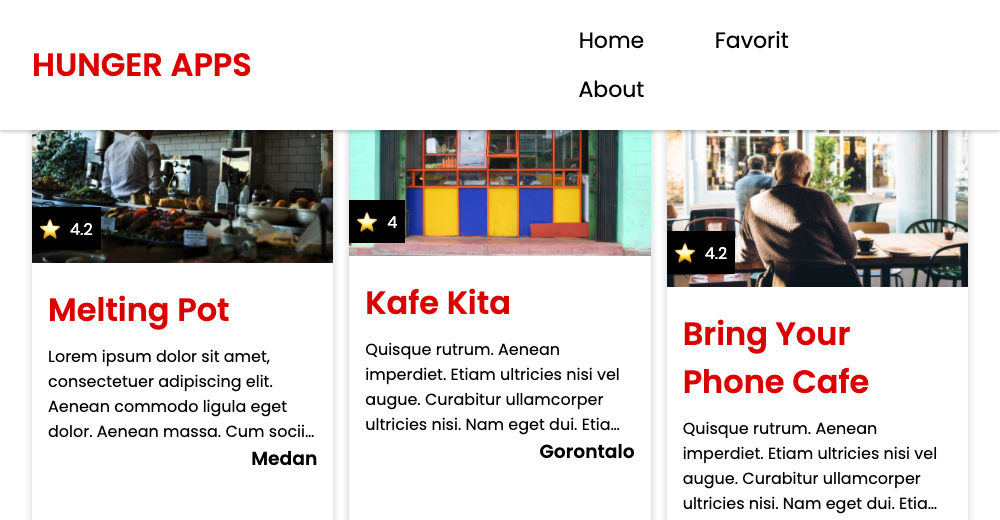 HUNGER APPS
Home
Favorit
About
4.2
Melting Pot
Lorem ipsum dolor sit amet,
consectetuer adipiscing elit.
Aenean commodo ligula eget
dolor. Aenean massa. Cum socii...
Medan
4
Kafe Kita
Quisque rutrum. Aenean
imperdiet. Etiam ultricies nisi vel
augue. Curabitur ullamcorper
ultricies nisi. Nam eget dui. Etia...
Gorontalo
4.2
Bring Your
Phone Cafe
Quisque rutrum. Aenean
imperdiet. Etiam ultricies nisi vel
augue. Curabitur ullamcorper
ultricies nisi. Nam eget dui. Etia...